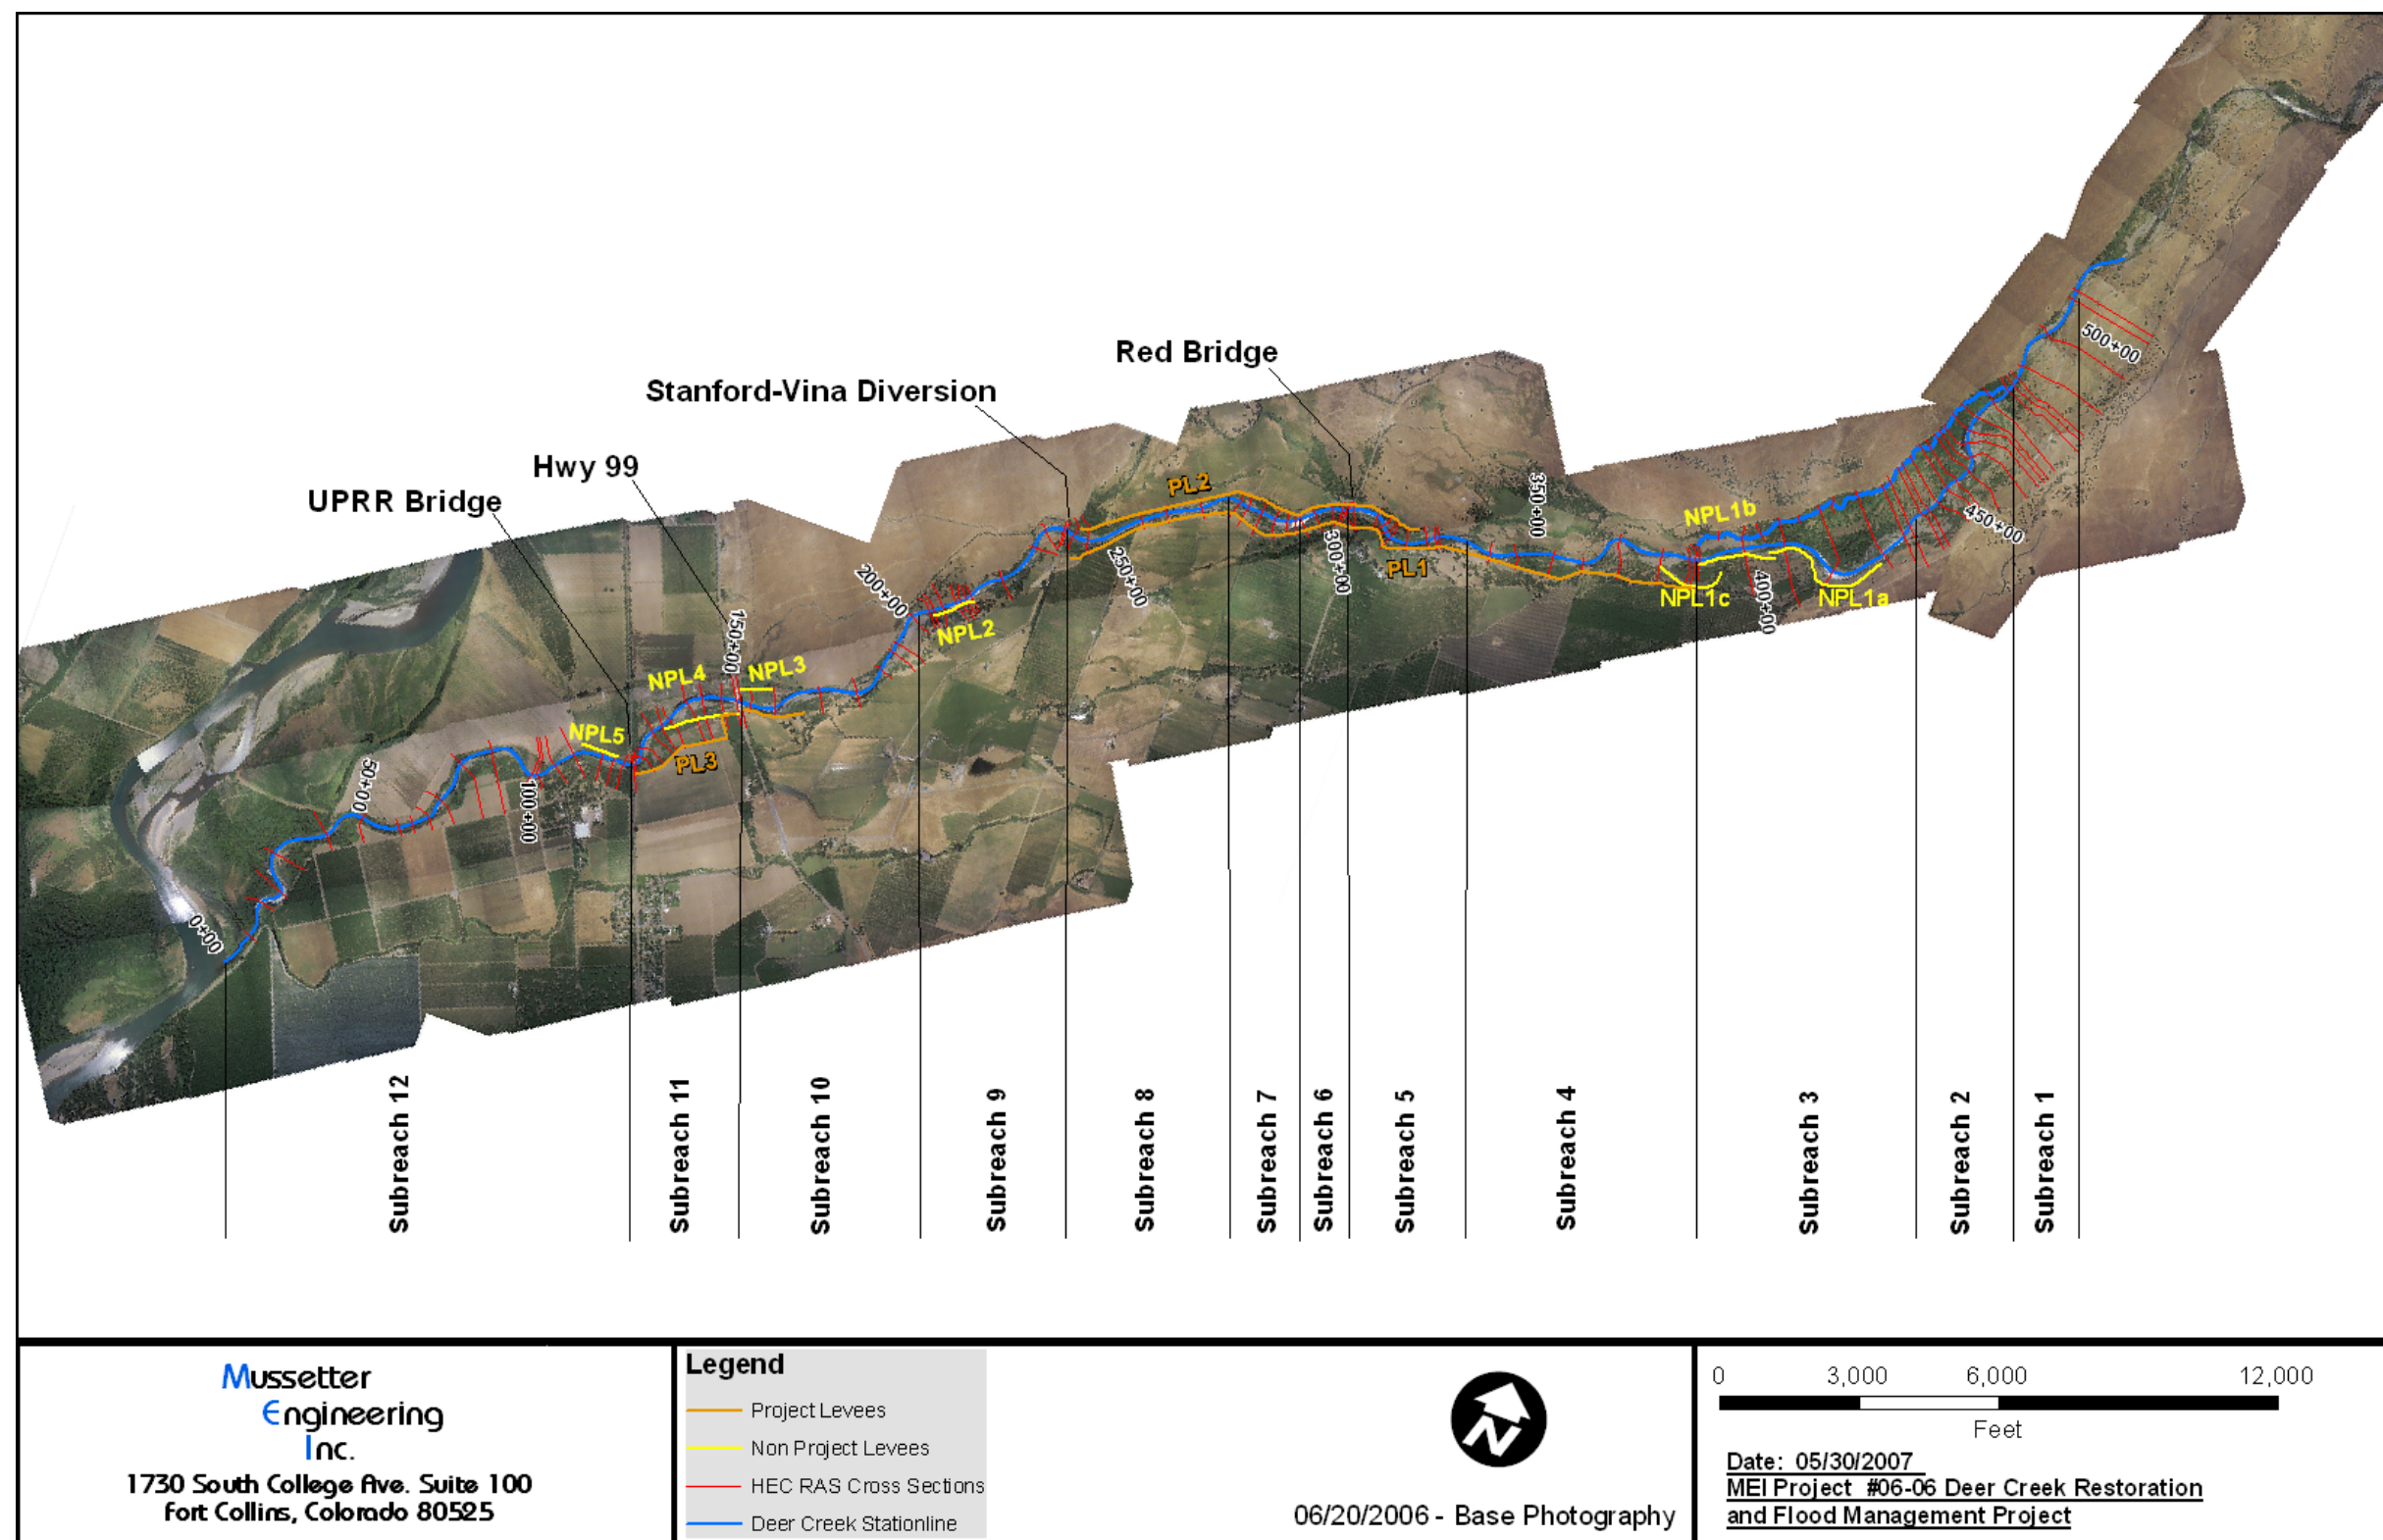 Red Bridge
Stanford-Vina Diversion
Hwy 99
UPRR Bridge
500+00
450+00
400+00
350+00
300+00
250+00
200+00
150+00
100+00
50+00
0+00
PL2
PL1
PL3
NPL1b
NPL1c
NPL1a
NPL2
NPL3
NPL4
NPL5
Subreach 12
Subreach 11
Subreach 10
Subreach 9
Subreach 8
Subreach 7
Subreach 6
Subreach 5
Subreach 4
Subreach 3
Subreach 2
Subreach 1
Mussetter
Engineering
Inc.
1730 South College Ave. Suite 100
Fort Collins, Colorado 80525
Legend
Project Levees
Non Project Levees
HEC RAS Cross Sections
Deer Creek Stationline
N
06/20/2006 - Base Photography
0 3,000 6,000 12,000
Feet
Date: 05/30/2007
MEI Project #06-06 Deer Creek Restoration
and Flood Management Project